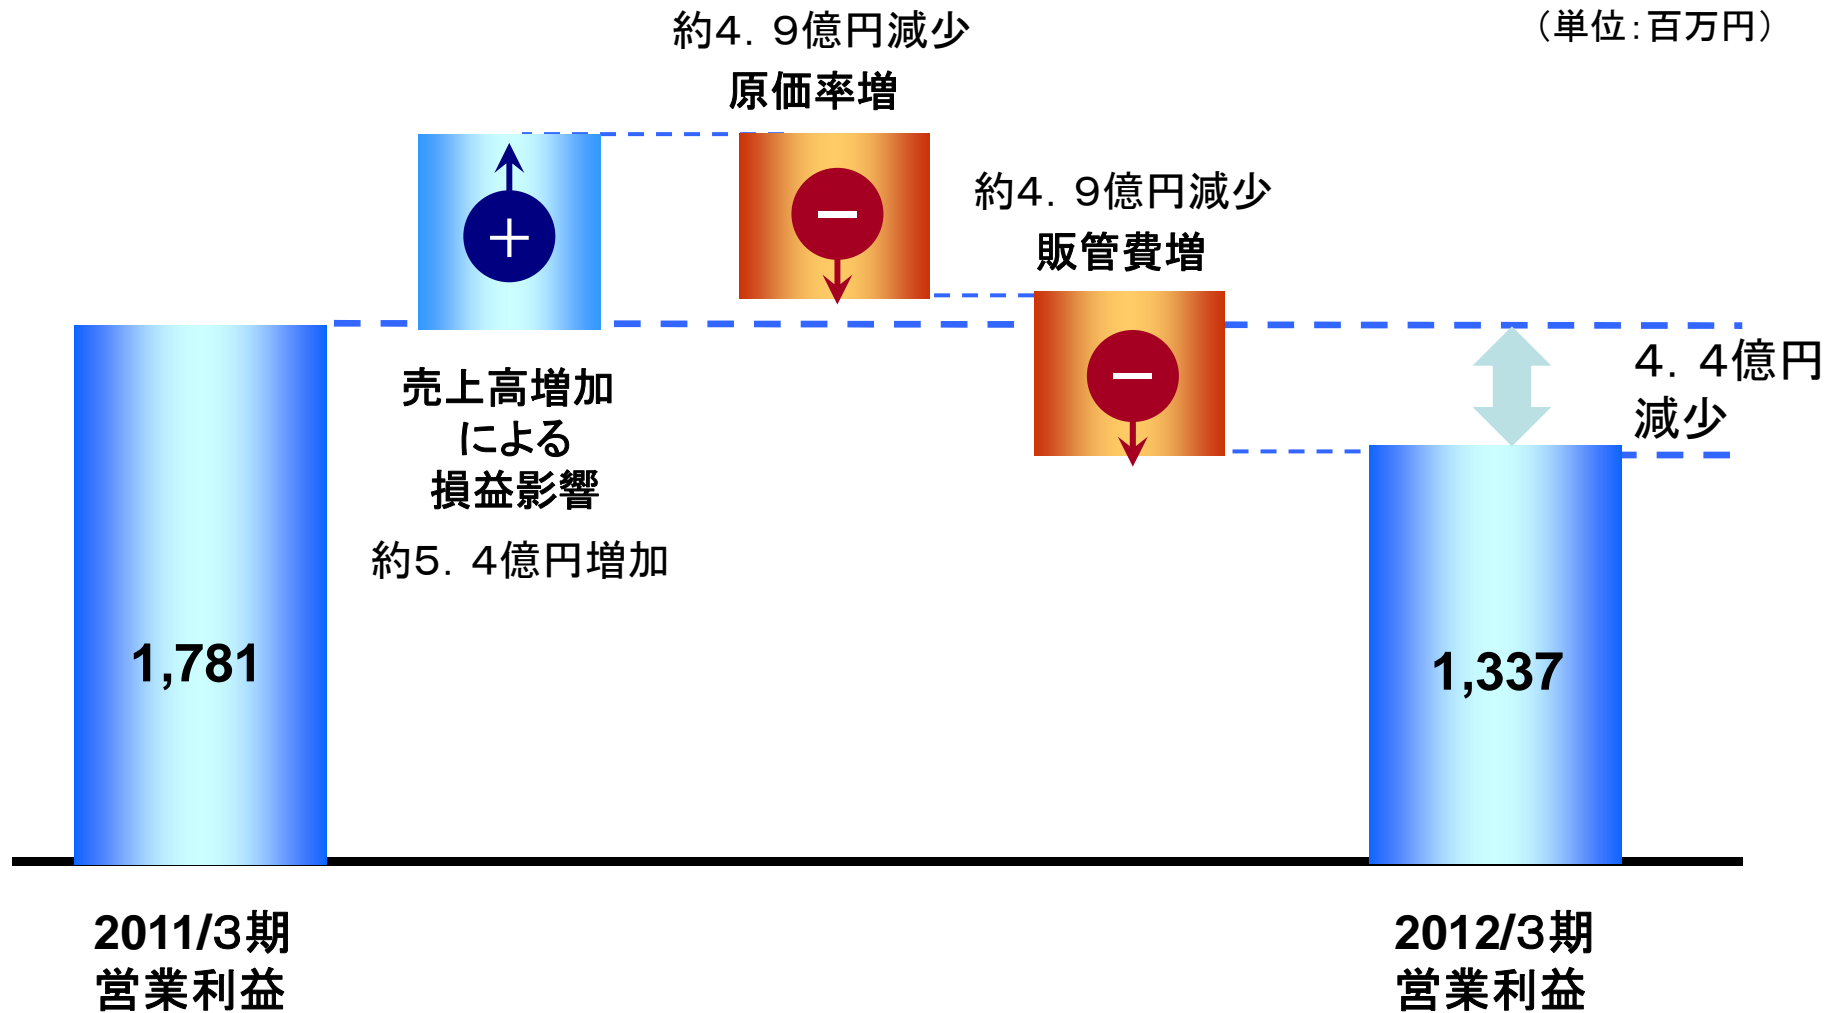 （単位：百万円）
約４．９億円減少
原価率増
約４．９億円減少
販管費増
４．４億円
減少
売上高増加
による
損益影響
約５．４億円増加
＋
－
－
1,781
1,337
2011/３期
営業利益
2012/３期
営業利益